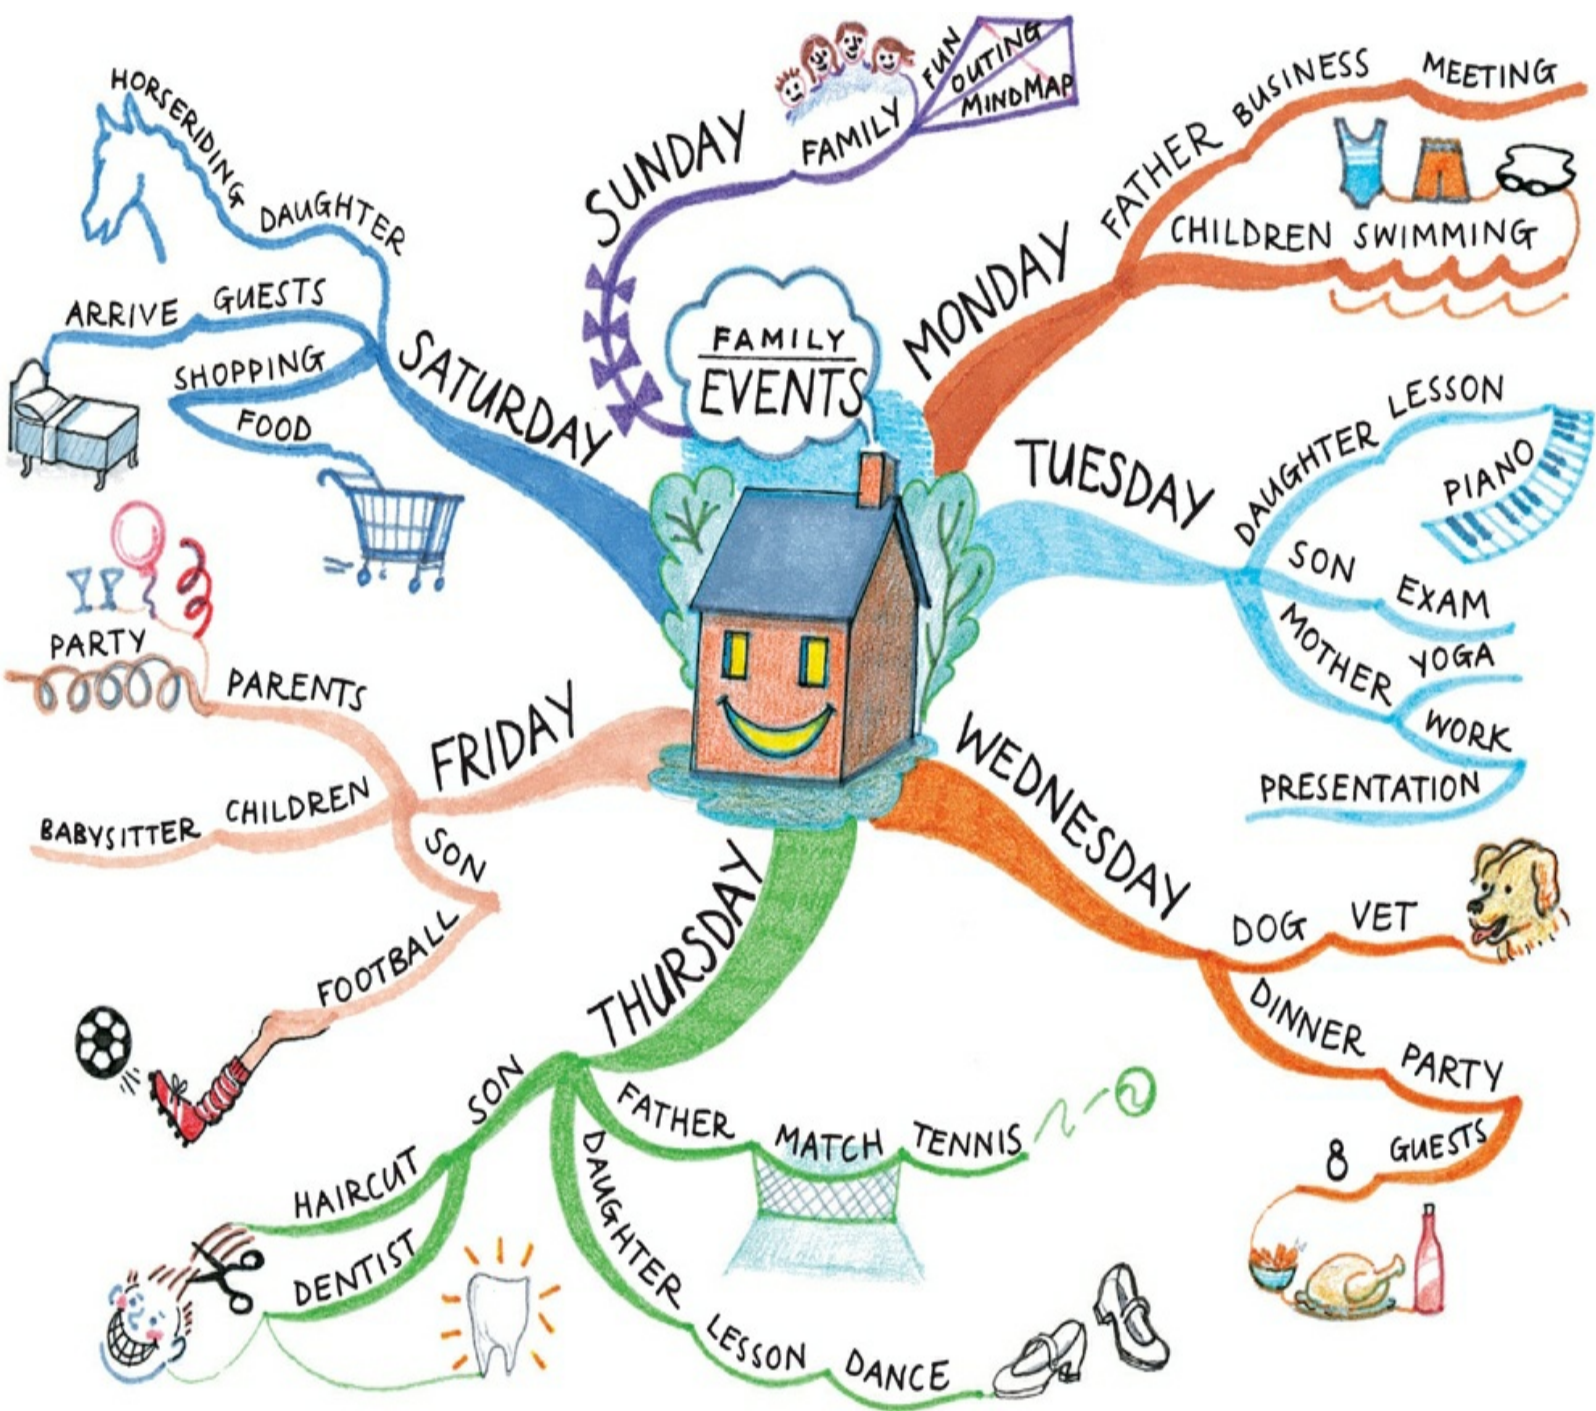 FAMILY
EVENTS
MONDAY
FATHER
BUSINESS
MEETING
CHILDREN SWIMMING
TUESDAY
DAUGHTER
LESSON
PIANO
SON
EXAM
MOTHER
YOGA
WORK
PRESENTATION
WEDNESDAY
DOG
VET
DINNER
PARTY
GUESTS
8
THURSDAY
FATHER
MATCH
TENNIS
DAUGHTER
LESSON
DANCE
SON
HAIRCUT
DENTIST
FRIDAY
PARENTS
PARTY
CHILDREN
BABYSITTER
SON
FOOTBALL
SATURDAY
DAUGHTER
HORSERIDING
GUESTS
ARRIVE
SHOPPING
FOOD
SUNDAY
FAMILY
FUN
OUTING
MINDMAP